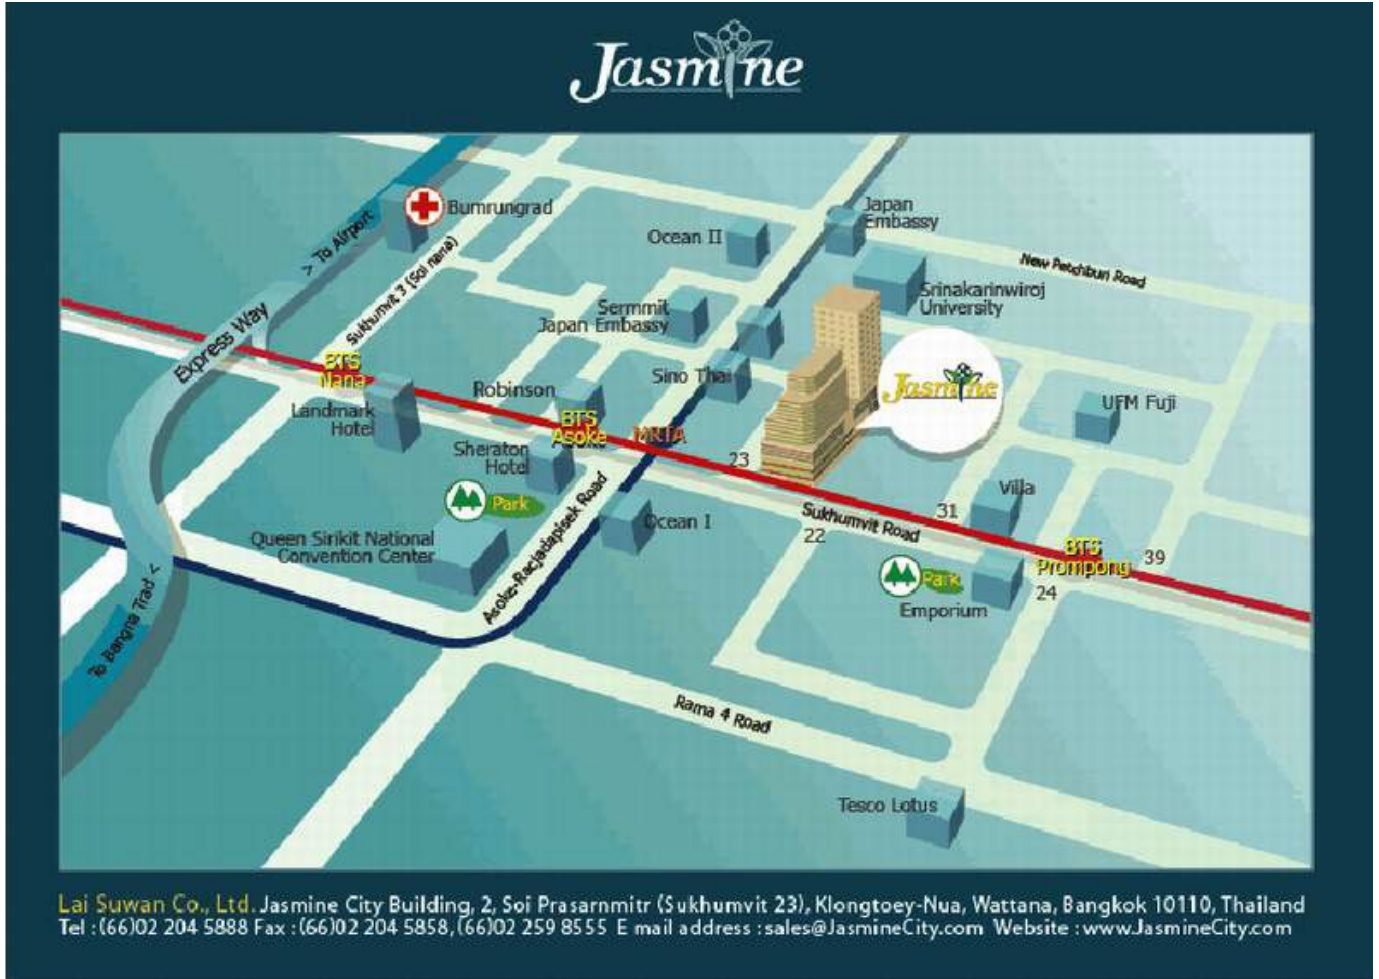 Jasmine
Bumrungrad
> To Airport
Sukhumvit 3 (Soi nana)
Express Way
Ocean II
Japan
Embassy
New Petchburi Road
Srinakarinwiroj
University
Sermmit
Japan Embassy
Sino Thai
Jasmine
UFM Fuji
BTS
Nana
Landmark
Hotel
Robinson
BTS
Asoke
MRTA
Sheraton
Hotel
23
Park
Queen Sirikit National
Convention Center
Asoke-Racjadapisek Road
Ocean I
Sukhumvit Road
22
31
Villa
BTS
Prompong
39
Park
24
Emporium
To Bangna Trad <
Rama 4 Road
Tesco Lotus
Lai Suwan Co., Ltd. Jasmine City Building, 2, Soi Prasarnmitr (Sukhumvit 23), Klongtoey-Nua, Wattana, Bangkok 10110, Thailand
Tel :(66)02 204 5888 Fax :(66)02 204 5858,(66)02 259 8555 E mail address :sales@JasmineCity.com Website :www.JasmineCity.com